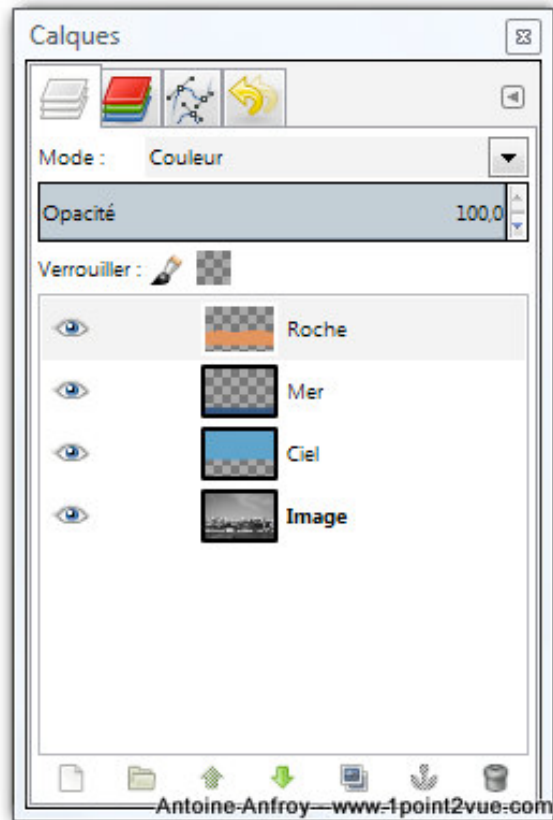 Calques
Mode : Couleur
Opacité 100,0
Verrouiller :
Roche
Mer
Ciel
Image
Antoine Anfroy - www.1point2vue.com